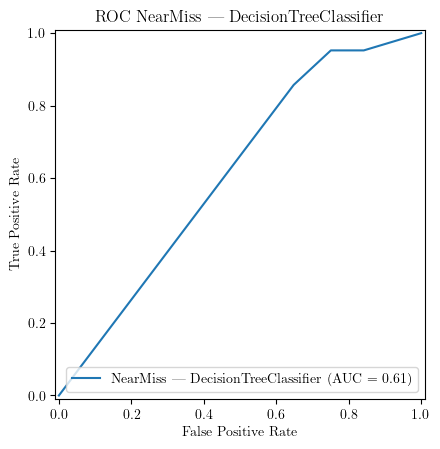 ROC NearMiss — DecisionTreeClassifier
1.0
0.8
0.6
0.4
0.2
0.0
True Positive Rate
NearMiss — DecisionTreeClassifier (AUC = 0.61)
0.0 0.2 0.4 0.6 0.8 1.0
False Positive Rate